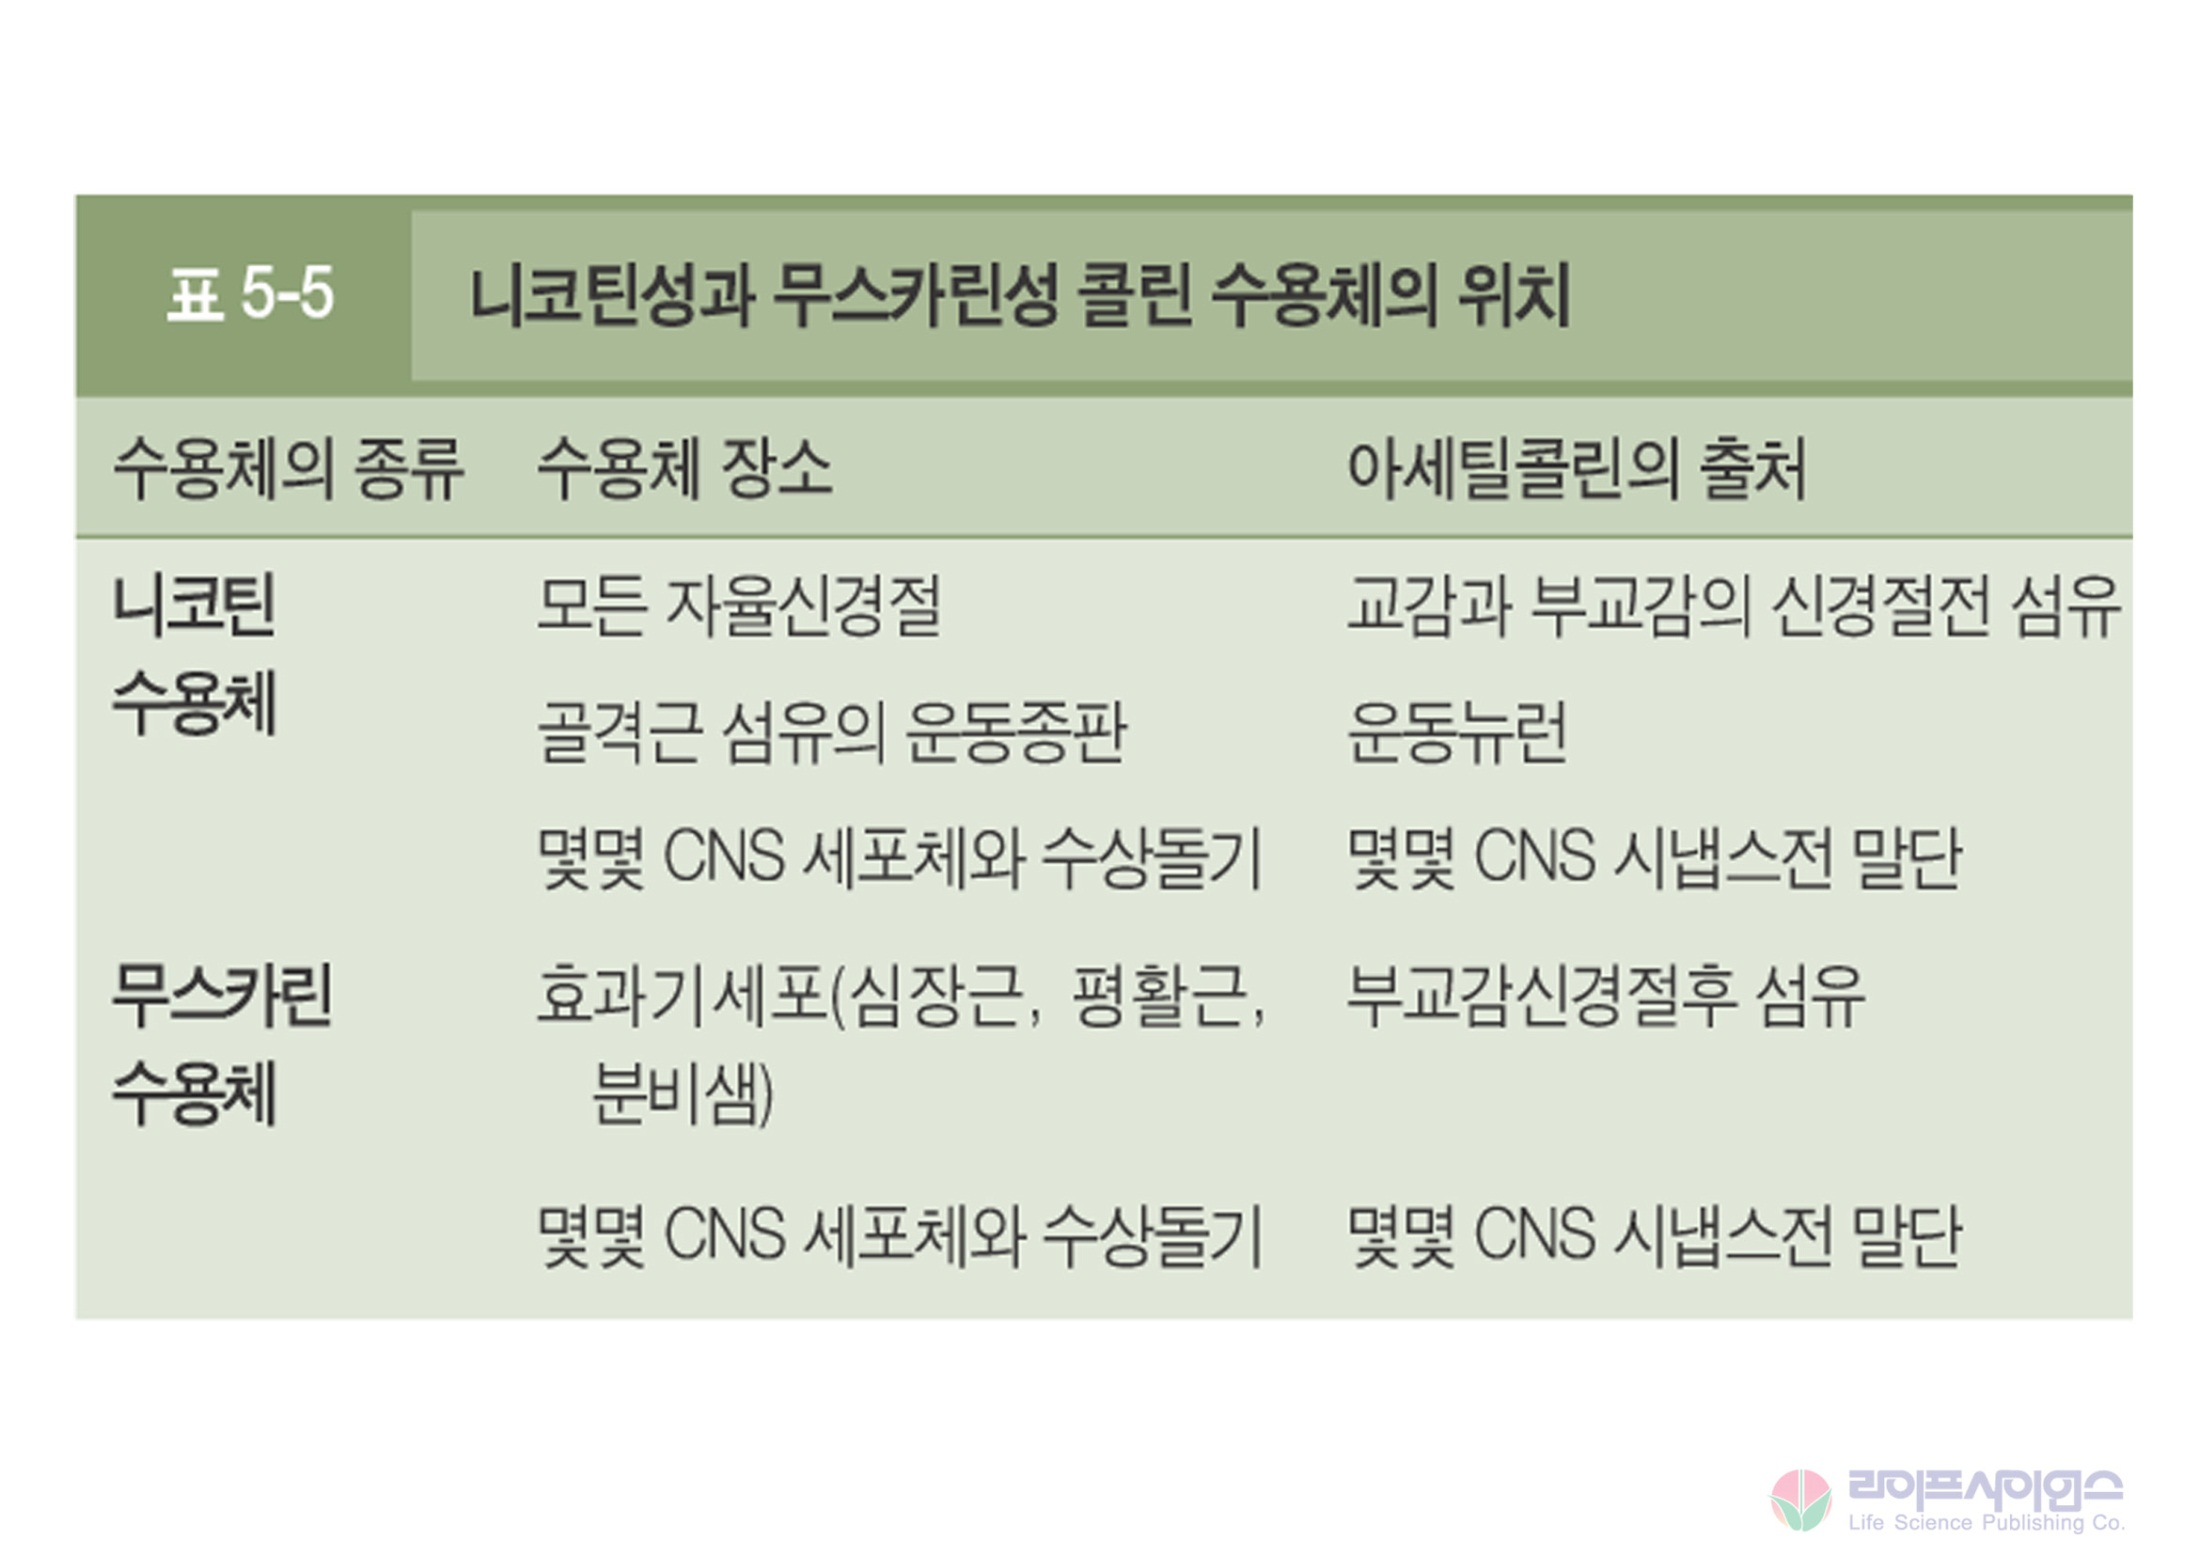 표 5-5 니코틴성과 무스카린성 콜린 수용체의 위치
수용체의 종류 수용체 장소 아세틸콜린의 출처
니코틴 모든 자율신경절 교감과 부교감의 신경절전 섬유
수용체
골격근 섬유의 운동종판 운동뉴런
몇몇 CNS 세포체와 수상돌기 몇몇 CNS 시냅스전 말단
무스카린 효과기세포(심장근, 평활근, 부교감신경절후 섬유
수용체 분비샘)
몇몇 CNS 세포체와 수상돌기 몇몇 CNS 시냅스전 말단
라이프사이언스
Life Science Publishing Co.